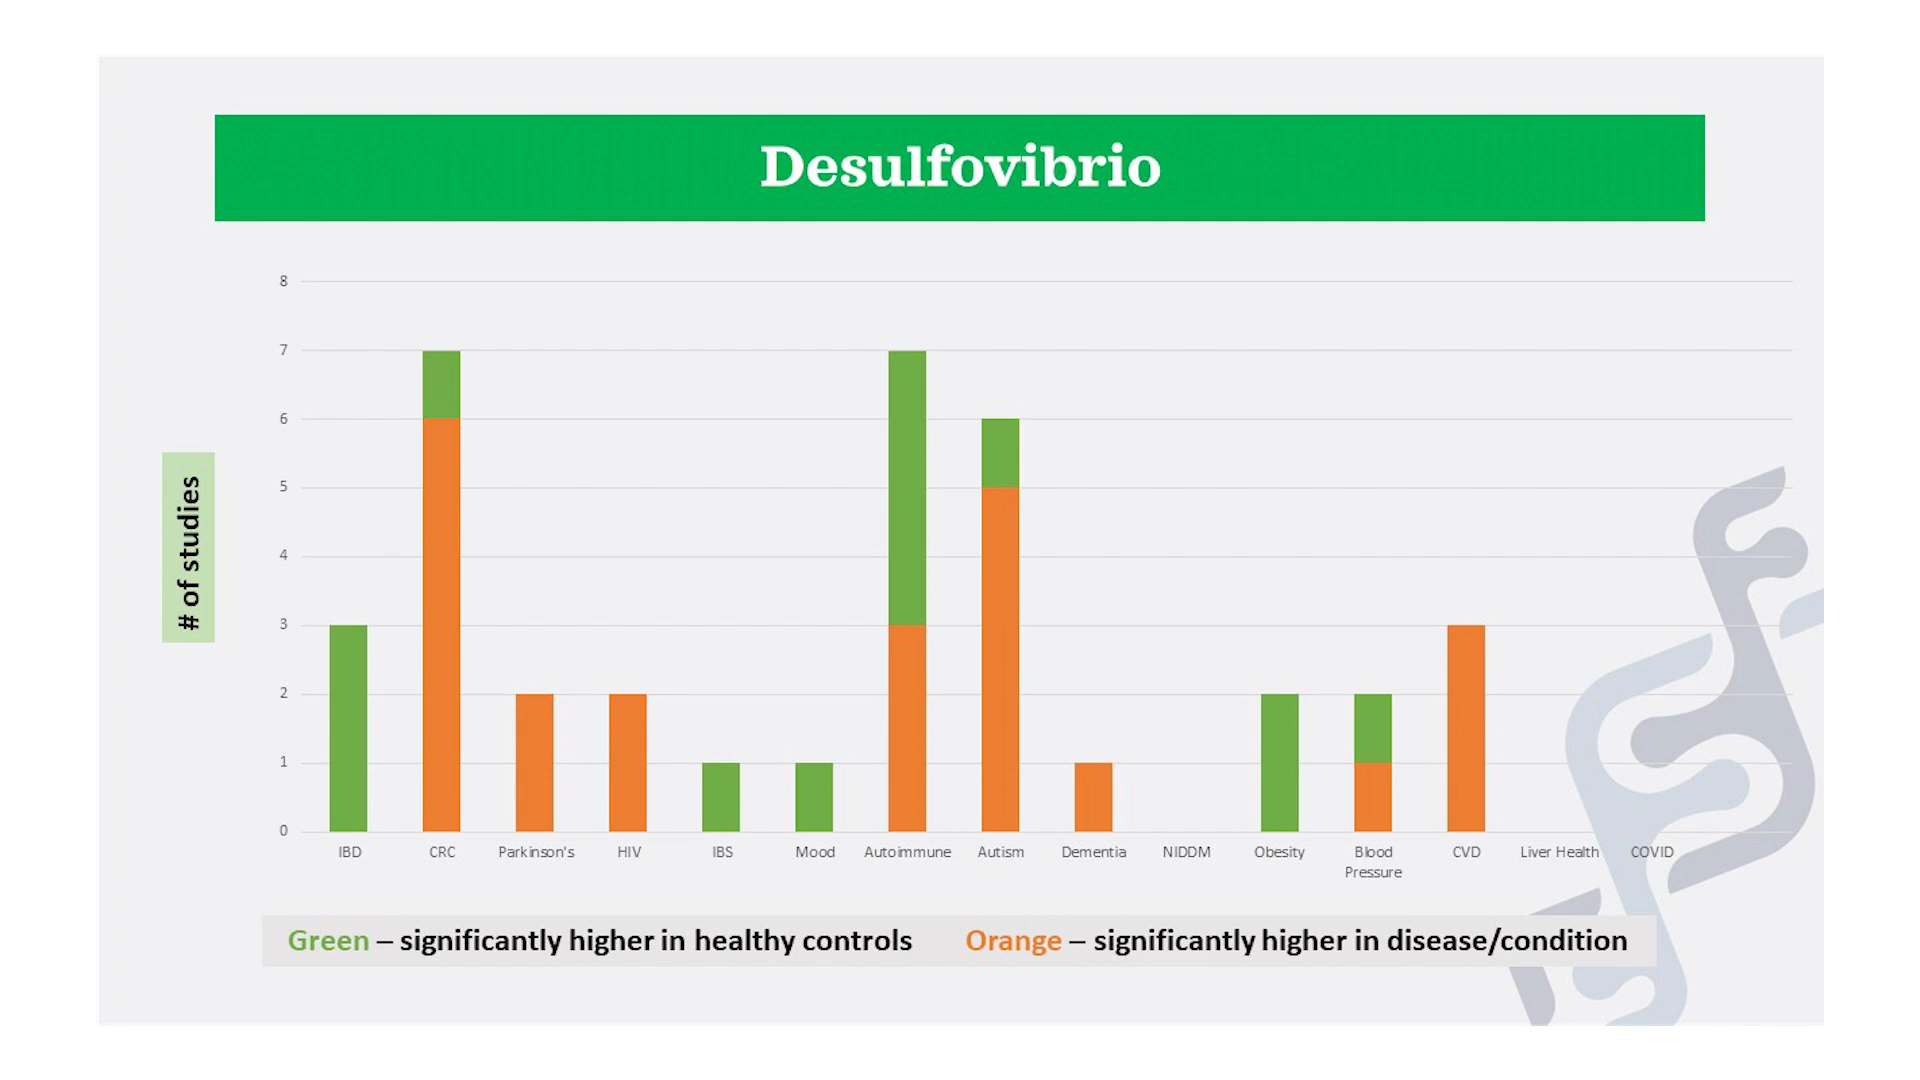 Desulfovibrio
# of studies
8
7
6
5
4
3
2
1
0
IBD CRC Parkinson's HIV IBS Mood Autoimmune Autism Dementia NIDDM Obesity Blood Pressure CVD Liver Health COVID
Green – significantly higher in healthy controls Orange – significantly higher in disease/condition